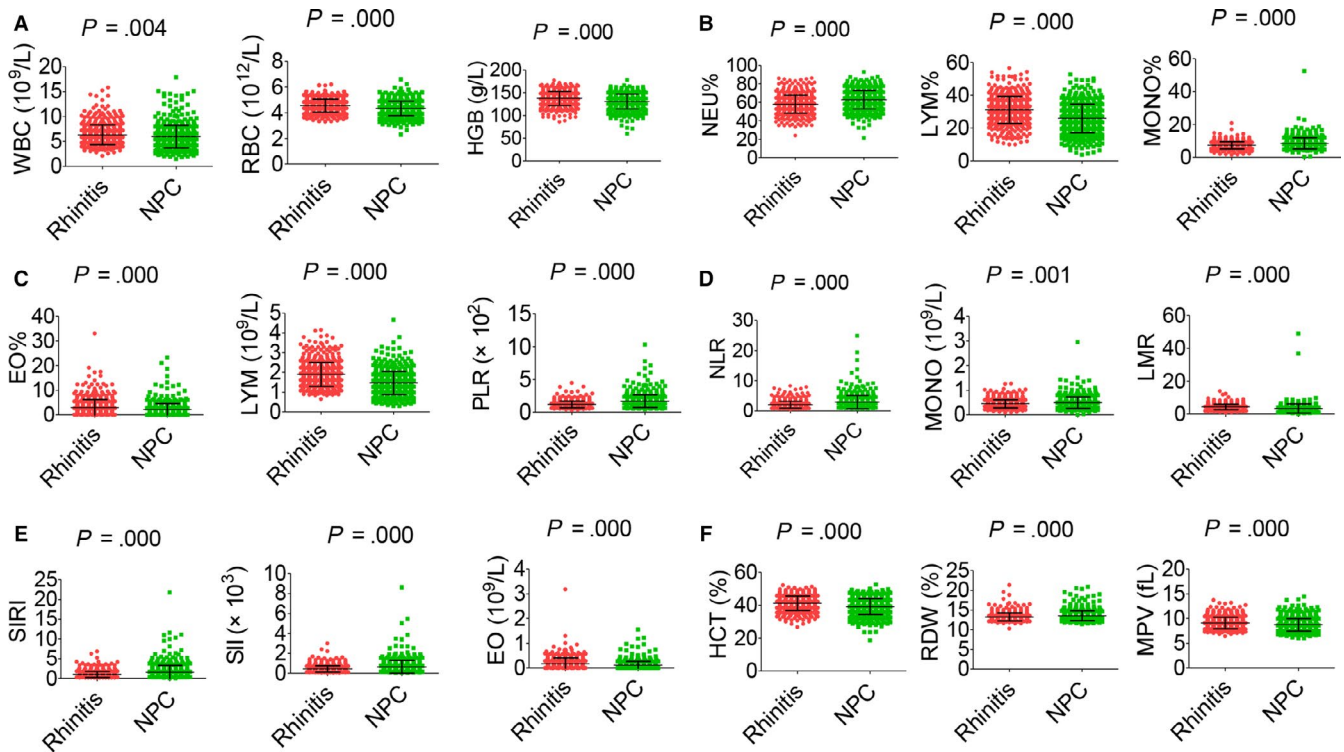 A
P = .004
WBC (10⁹/L)
20
15
10
5
0
Rhinitis
NPC
P = .000
RBC (10¹²/L)
8
6
4
2
0
Rhinitis
NPC
P = .000
HGB (g/L)
200
150
100
50
0
Rhinitis
NPC
B
P = .000
NEU%
100
80
60
40
20
0
Rhinitis
NPC
P = .000
LYM%
60
40
20
0
Rhinitis
NPC
P = .000
MONO%
60
40
20
0
Rhinitis
NPC
C
P = .000
EO%
40
30
20
10
0
Rhinitis
NPC
P = .000
LYM (10⁹/L)
5
4
3
2
1
0
Rhinitis
NPC
P = .000
PLR (× 10²)
15
10
5
0
Rhinitis
NPC
D
P = .000
NLR
30
20
10
0
Rhinitis
NPC
P = .001
MONO (10⁹/L)
4
3
2
1
0
Rhinitis
NPC
P = .000
LMR
60
40
20
0
Rhinitis
NPC
E
P = .000
SIRI
25
20
15
10
5
0
Rhinitis
NPC
P = .000
SII (× 10³)
10
8
6
4
2
0
Rhinitis
NPC
P = .000
EO (10⁹/L)
4
3
2
1
0
Rhinitis
NPC
F
P = .000
HCT (%)
60
40
20
0
Rhinitis
NPC
P = .000
RDW (%)
25
20
15
10
5
0
Rhinitis
NPC
P = .000
MPV (fL)
20
15
10
5
0
Rhinitis
NPC